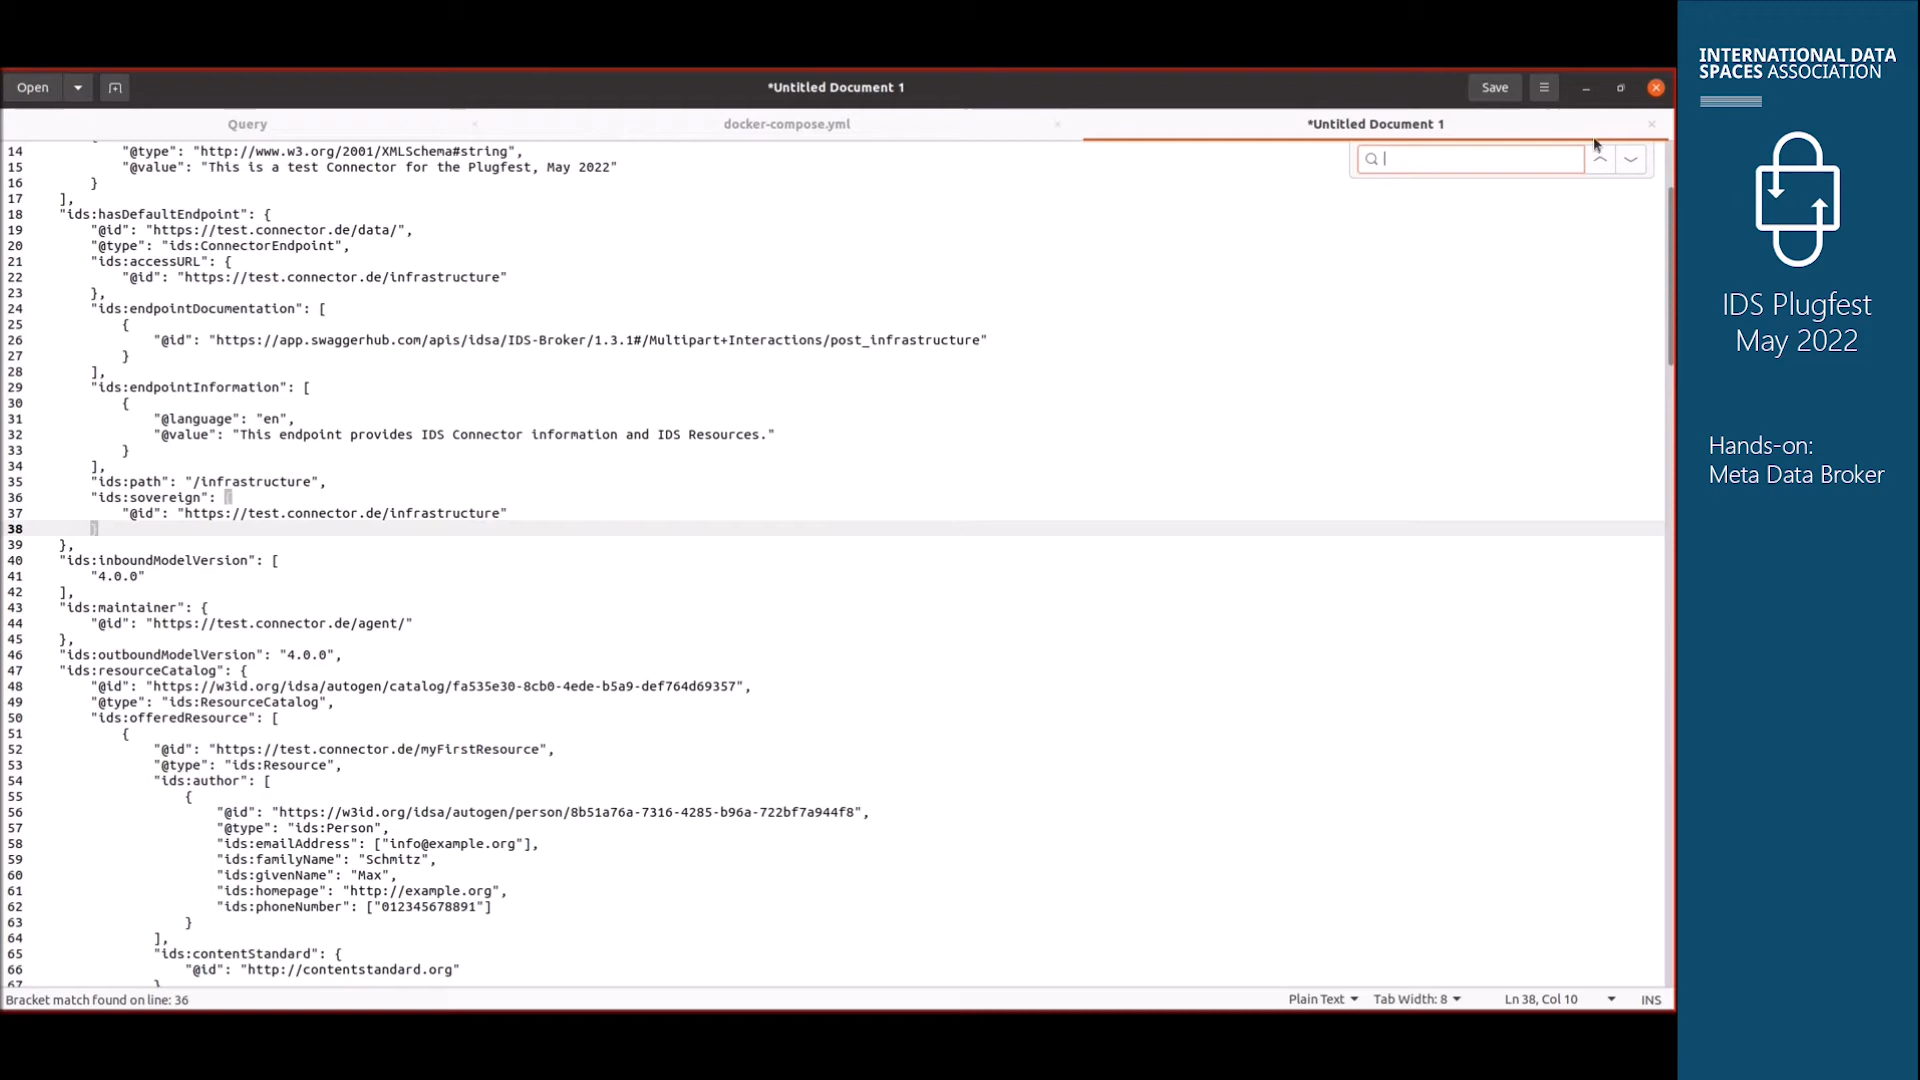 Open
*Untitled Document 1
Save
Query
docker-compose.yml
*Untitled Document 1
14 "@type": "http://www.w3.org/2001/XMLSchema#string",
15 "@value": "This is a test Connector for the Plugfest, May 2022"
16 }
17 ],
18 "ids:hasDefaultEndpoint": {
19 "@id": "https://test.connector.de/data/",
20 "@type": "ids:ConnectorEndpoint",
21 "ids:accessURL": {
22 "@id": "https://test.connector.de/infrastructure"
23 },
24 "ids:endpointDocumentation": [
25 {
26 "@id": "https://app.swaggerhub.com/apis/idsa/IDS-Broker/1.3.1#/Multipart+Interactions/post_infrastructure"
27 }
28 ],
29 "ids:endpointInformation": [
30 {
31 "@language": "en",
32 "@value": "This endpoint provides IDS Connector information and IDS Resources."
33 }
34 ],
35 "ids:path": "/infrastructure",
36 "ids:sovereign": {
37 "@id": "https://test.connector.de/infrastructure"
38 }
39 },
40 "ids:inboundModelVersion": [
41 "4.0.0"
42 ],
43 "ids:maintainer": {
44 "@id": "https://test.connector.de/agent/"
45 },
46 "ids:outboundModelVersion": "4.0.0",
47 "ids:resourceCatalog": {
48 "@id": "https://w3id.org/idsa/autogen/catalog/fa535e30-8cb0-4ede-b5a9-def764d69357",
49 "@type": "ids:ResourceCatalog",
50 "ids:offeredResource": [
51 {
52 "@id": "https://test.connector.de/myFirstResource",
53 "@type": "ids:Resource",
54 "ids:author": [
55 {
56 "@id": "https://w3id.org/idsa/autogen/person/8b51a76a-7316-4285-b96a-722bf7a944f8",
57 "@type": "ids:Person",
58 "ids:emailAddress": ["info@example.org"],
59 "ids:familyName": "Schmitz",
60 "ids:givenName": "Max",
61 "ids:homepage": "http://example.org",
62 "ids:phoneNumber": ["012345678891"]
63 }
64 ],
65 "ids:contentStandard": {
66 "@id": "http://contentstandard.org"
67 }
Bracket match found on line: 36
Plain Text
Tab Width: 8
Ln 38, Col 10
INS
INTERNATIONAL DATA
SPACES ASSOCIATION
IDS Plugfest
May 2022
Hands-on:
Meta Data Broker